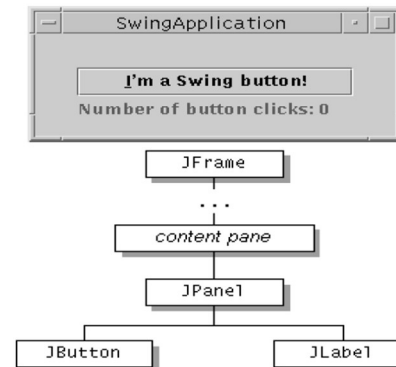 SwingApplication
I'm a Swing button!
Number of button clicks: 0
JFrame
...
content pane
JPanel
JButton JLabel